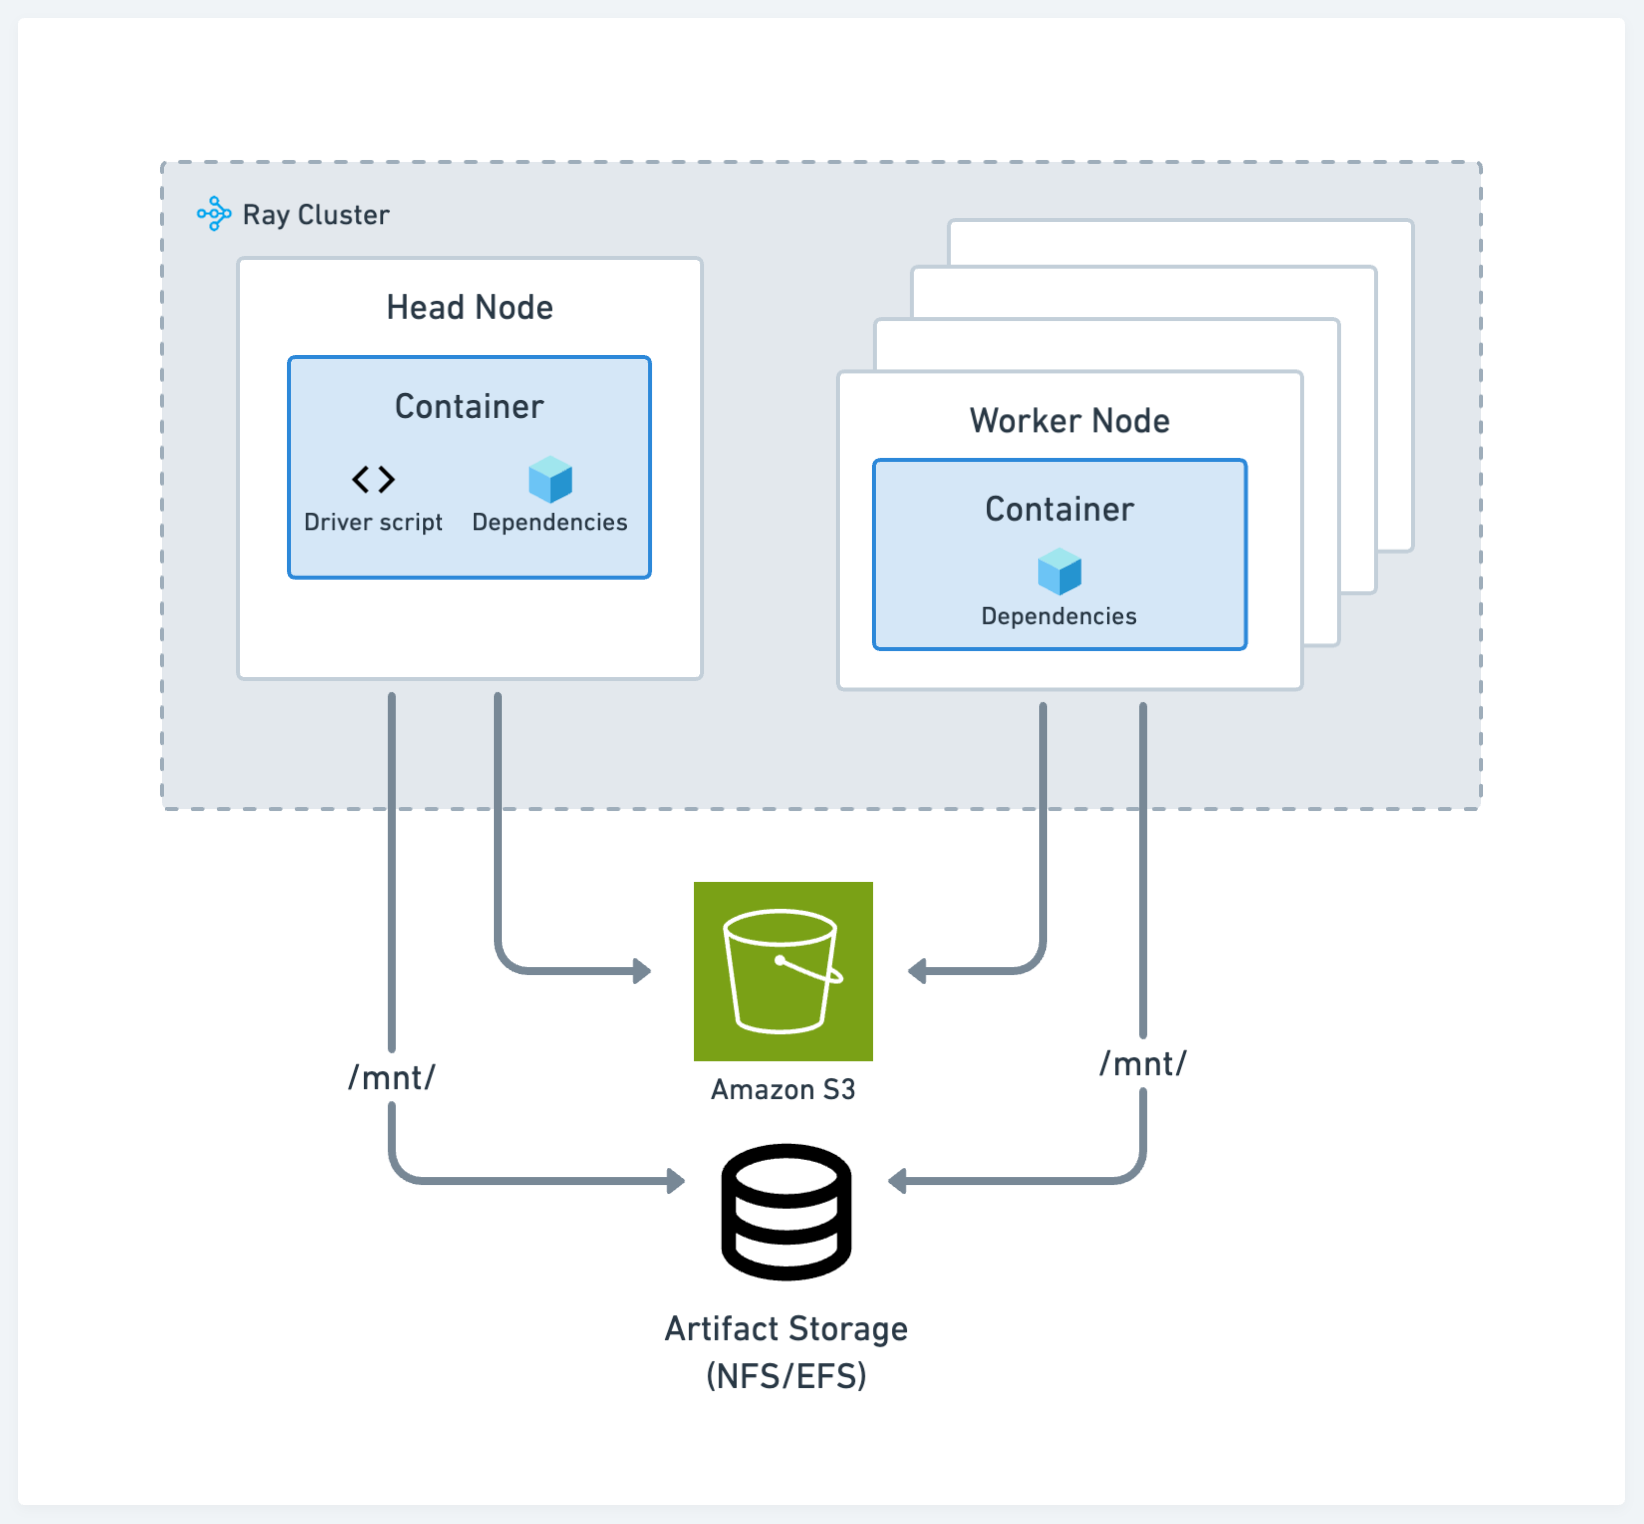 Ray Cluster
Head Node
Container
Driver script
Dependencies
Worker Node
Container
Dependencies
/mnt/
/mnt/
Amazon S3
Artifact Storage
(NFS/EFS)